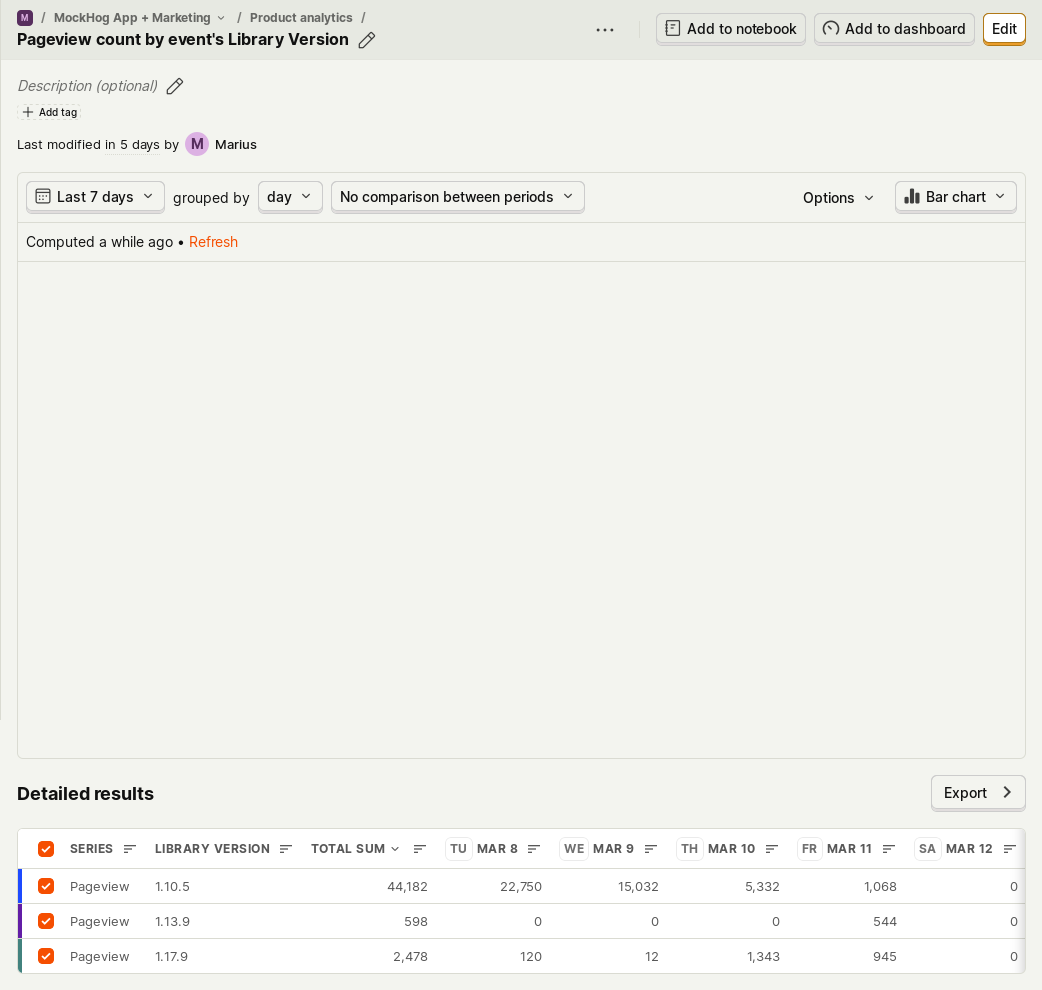 M / MockHog App + Marketing / Product analytics /
Pageview count by event's Library Version
Add to notebook
Add to dashboard
Edit
Description (optional)
Add tag
Last modified in 5 days by M Marius
Last 7 days grouped by day No comparison between periods Options Bar chart
Computed a while ago • Refresh
Detailed results
Export
SERIES LIBRARY VERSION TOTAL SUM TU MAR 8 WE MAR 9 TH MAR 10 FR MAR 11 SA MAR 12
Pageview 1.10.5 44,182 22,750 15,032 5,332 1,068 0
Pageview 1.13.9 598 0 0 0 544 0
Pageview 1.17.9 2,478 120 12 1,343 945 0